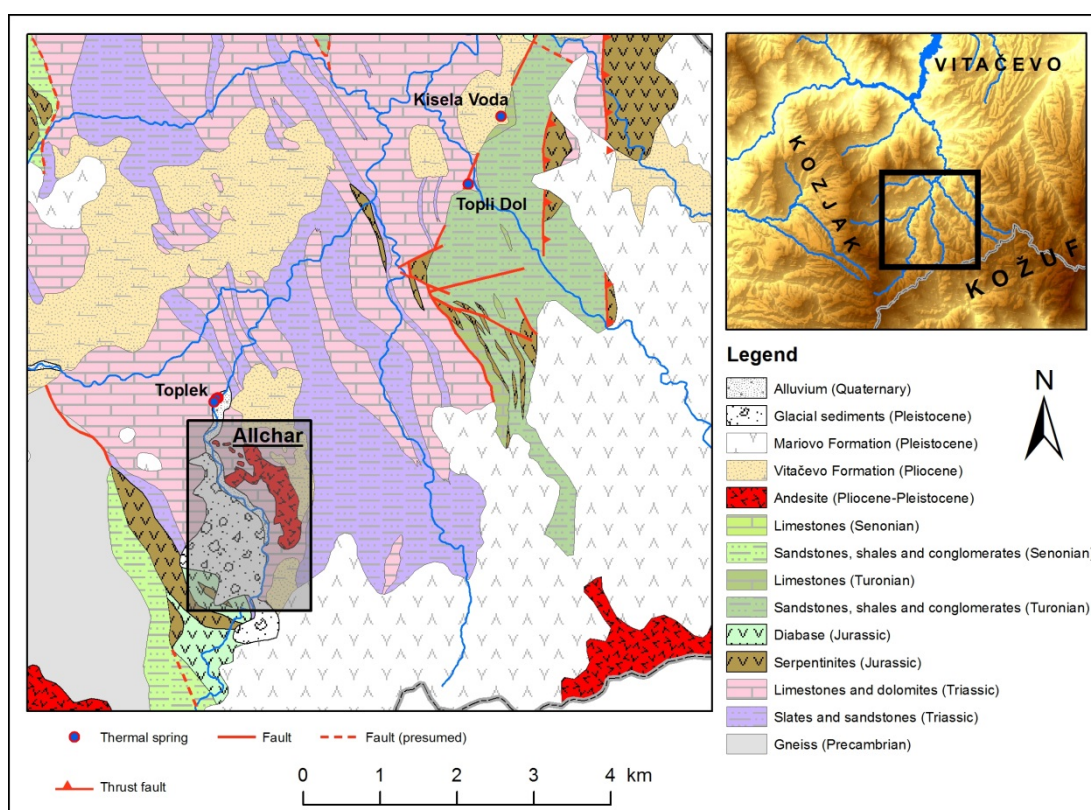 Kisela Voda
Topli Dol
Toplek
Allchar
VITAČEVO
KOZJAK
KOŽUF
Legend
Alluvium (Quaternary)
Glacial sediments (Pleistocene)
Mariovo Formation (Pleistocene)
Vitačevo Formation (Pliocene)
Andesite (Pliocene-Pleistocene)
Limestones (Senonian)
Sandstones, shales and conglomerates (Senonian)
Limestones (Turonian)
Sandstones, shales and conglomerates (Turonian)
Diabase (Jurassic)
Serpentinites (Jurassic)
Limestones and dolomites (Triassic)
Slates and sandstones (Triassic)
Gneiss (Precambrian)
N
Thermal spring
Fault
Fault (presumed)
Thrust fault
0 1 2 3 4 km